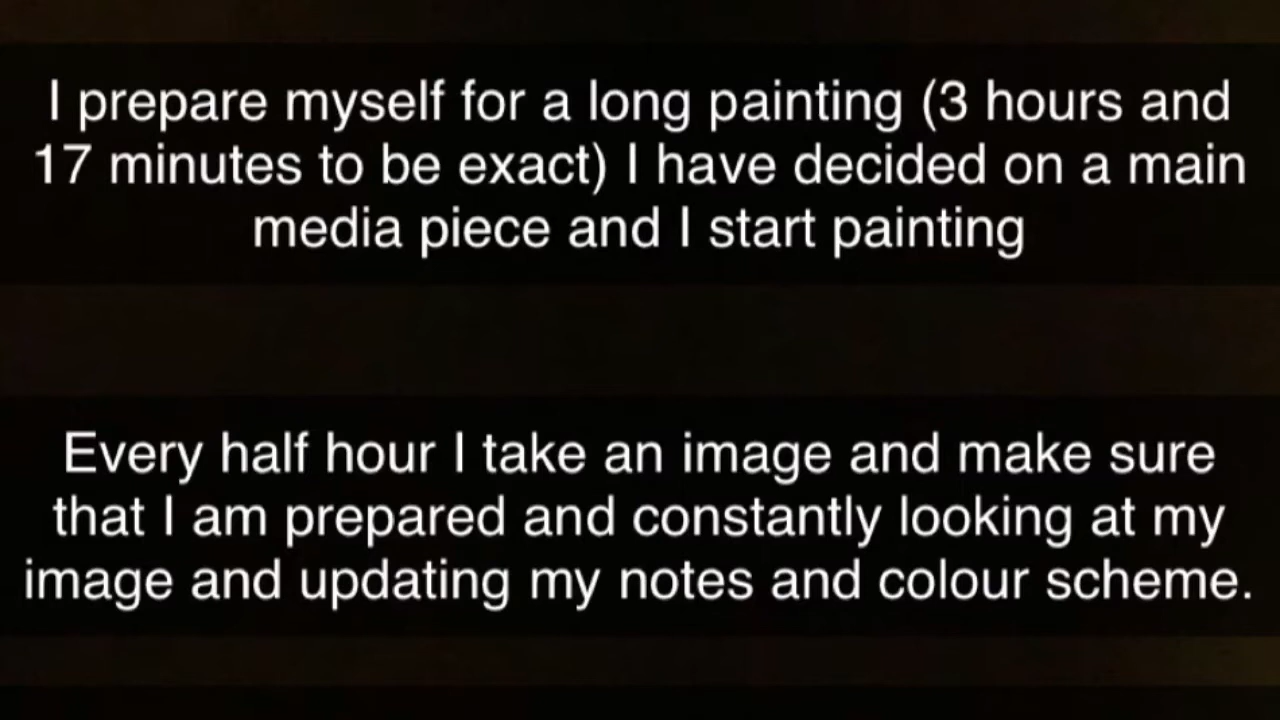 I prepare myself for a long painting (3 hours and
17 minutes to be exact) I have decided on a main
media piece and I start painting
Every half hour I take an image and make sure
that I am prepared and constantly looking at my
image and updating my notes and colour scheme.